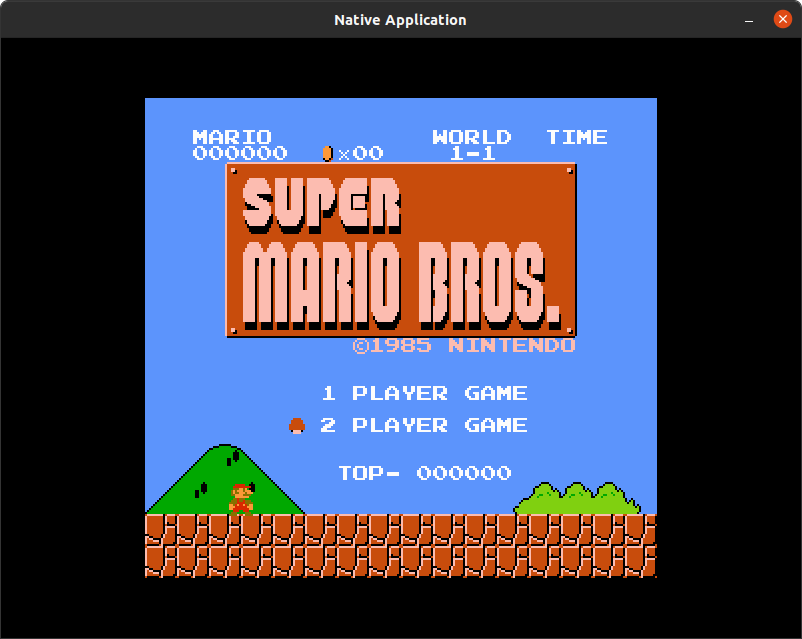 Native Application
MARIO WORLD TIME
000000 ×00 1-1
SUPER
MARIO BROS.
©1985 NINTENDO
1 PLAYER GAME
2 PLAYER GAME
TOP- 000000